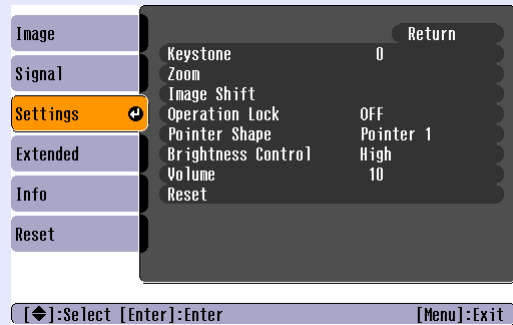 Image
Signal
Settings
Extended
Info
Reset
Return
Keystone 0
Zoom
Image Shift
Operation Lock OFF
Pointer Shape Pointer 1
Brightness Control High
Volume 10
Reset
[◆]:Select [Enter]:Enter [Menu]:Exit